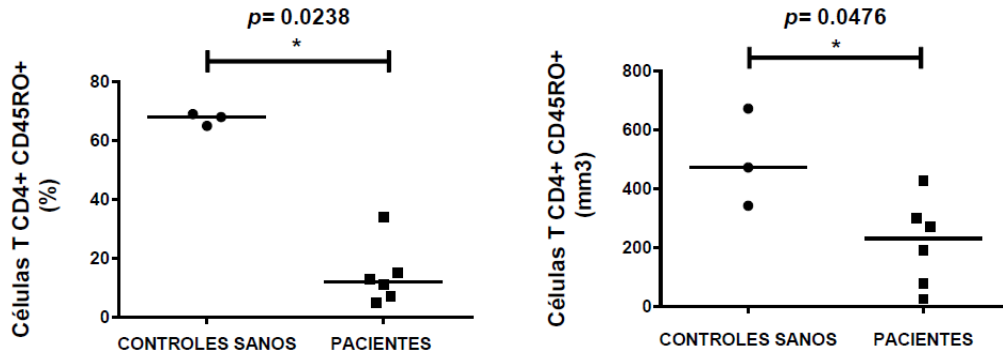 p= 0.0238
*
Células T CD4+ CD45RO+
(%)
80
60
40
20
0
CONTROLES SANOS
PACIENTES
p= 0.0476
*
Células T CD4+ CD45RO+
(mm3)
800
600
400
200
0
CONTROLES SANOS
PACIENTES